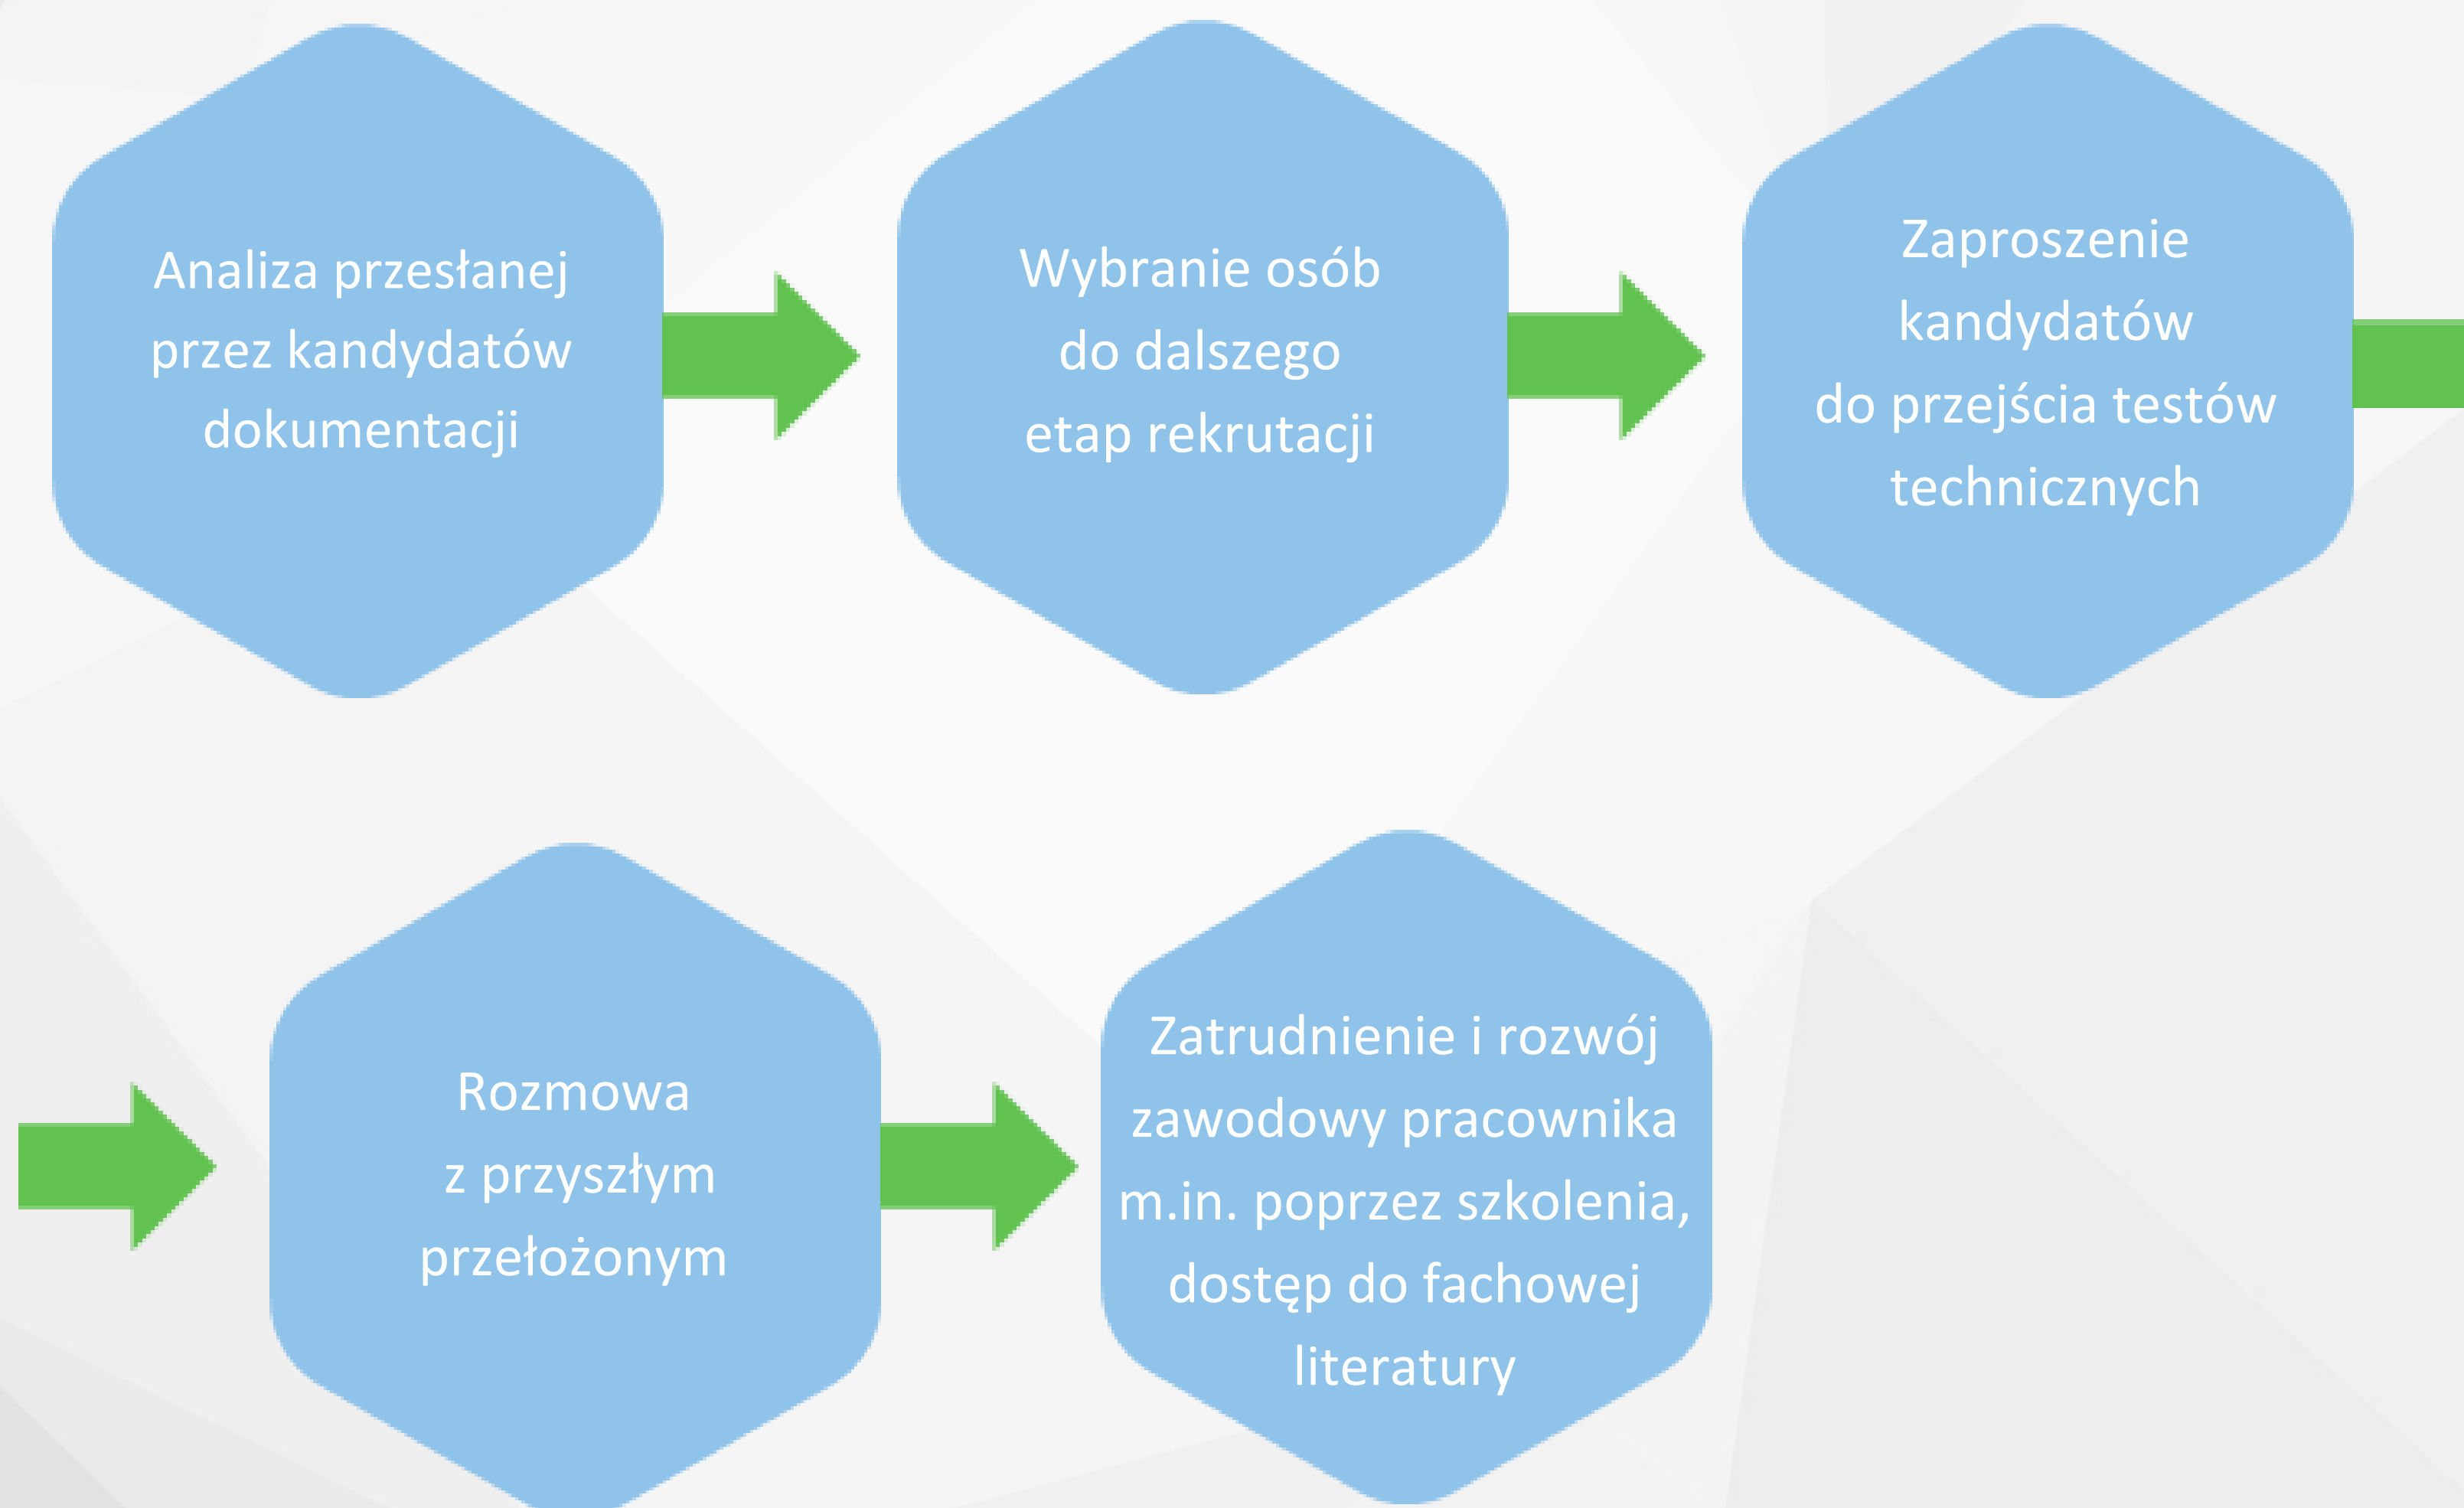 Analiza przesłanej
przez kandydatów
dokumentacji
Wybranie osób
do dalszego
etap rekrutacji
Zaproszenie
kandydatów
do przejścia testów
technicznych
Rozmowa
z przyszłym
przełożonym
Zatrudnienie i rozwój
zawodowy pracownika
m.in. poprzez szkolenia,
dostęp do fachowej
literatury